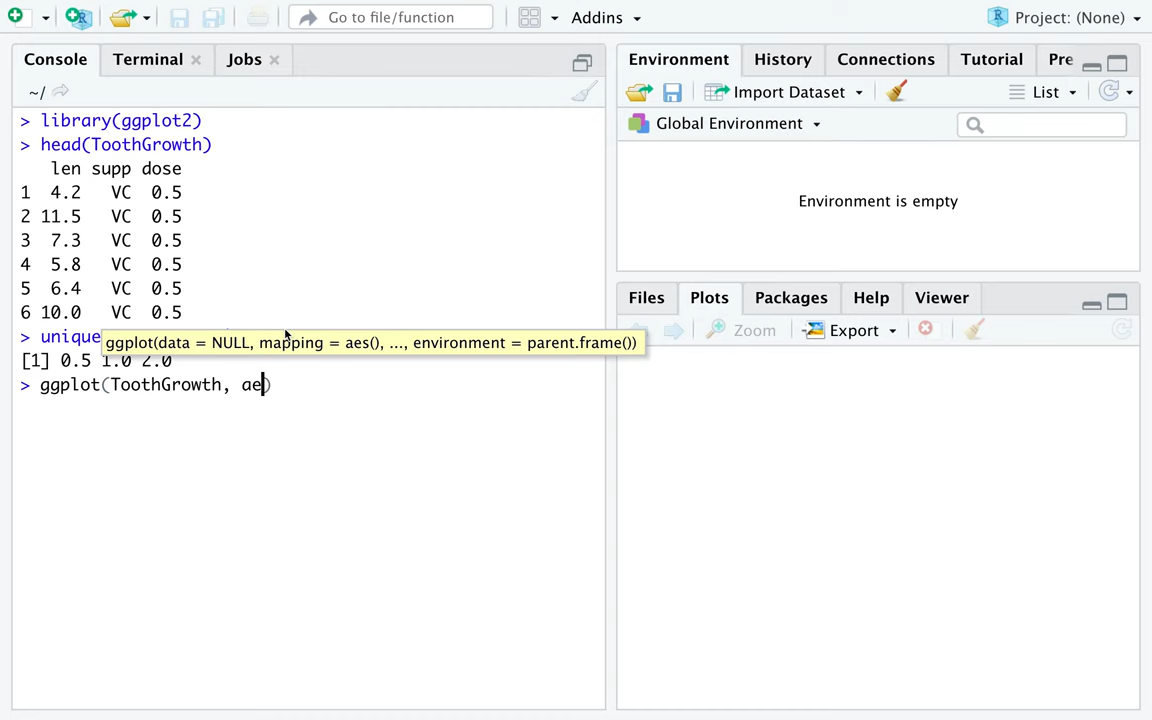 Go to file/function
Addins
Project: (None)
Console
Terminal
Jobs
~/
> library(ggplot2)
> head(ToothGrowth)
len supp dose
1 4.2 VC 0.5
2 11.5 VC 0.5
3 7.3 VC 0.5
4 5.8 VC 0.5
5 6.4 VC 0.5
6 10.0 VC 0.5
> unique
ggplot(data = NULL, mapping = aes(), ..., environment = parent.frame())
[1] 0.5 1.0 2.0
> ggplot(ToothGrowth, ae)
Environment
History
Connections
Tutorial
Pre
Import Dataset
List
Global Environment
Environment is empty
Files
Plots
Packages
Help
Viewer
Zoom
Export